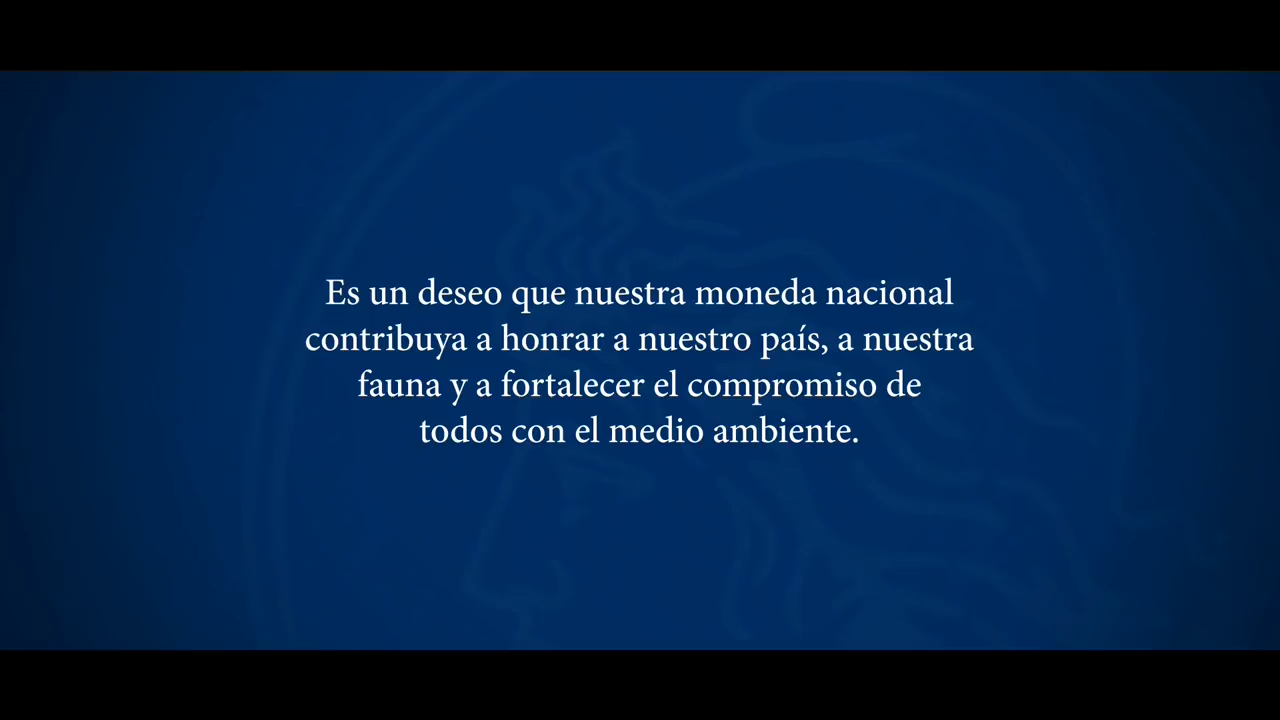 Es un deseo que nuestra moneda nacional
contribuya a honrar a nuestro país, a nuestra
fauna y a fortalecer el compromiso de
todos con el medio ambiente.